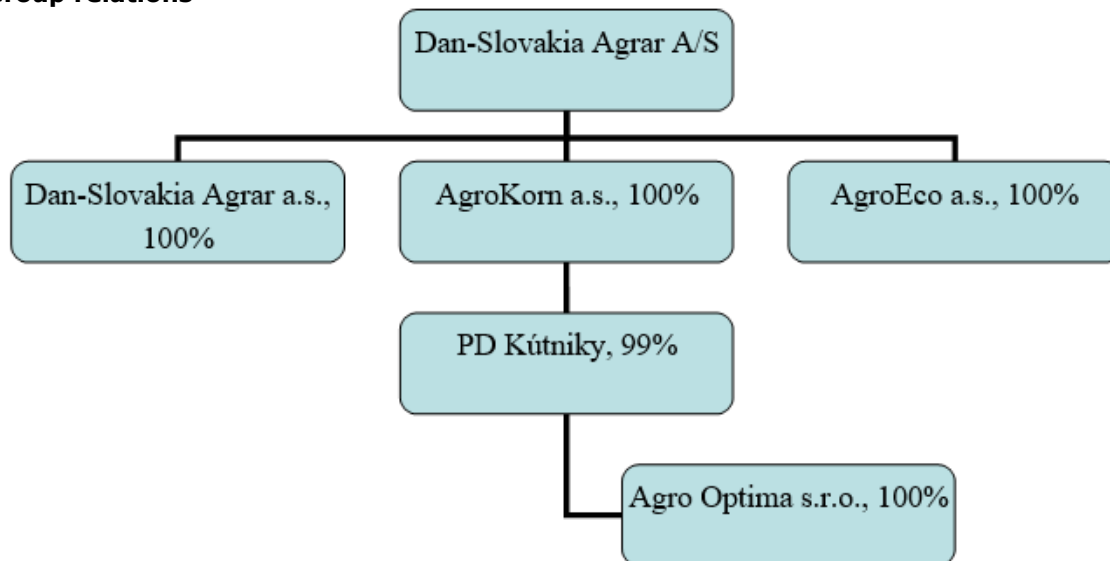 Dan-Slovakia Agrar A/S
Dan-Slovakia Agrar a.s.,
100%
AgroKorn a.s., 100%
AgroEco a.s., 100%
PD Kútniky, 99%
Agro Optima s.r.o., 100%